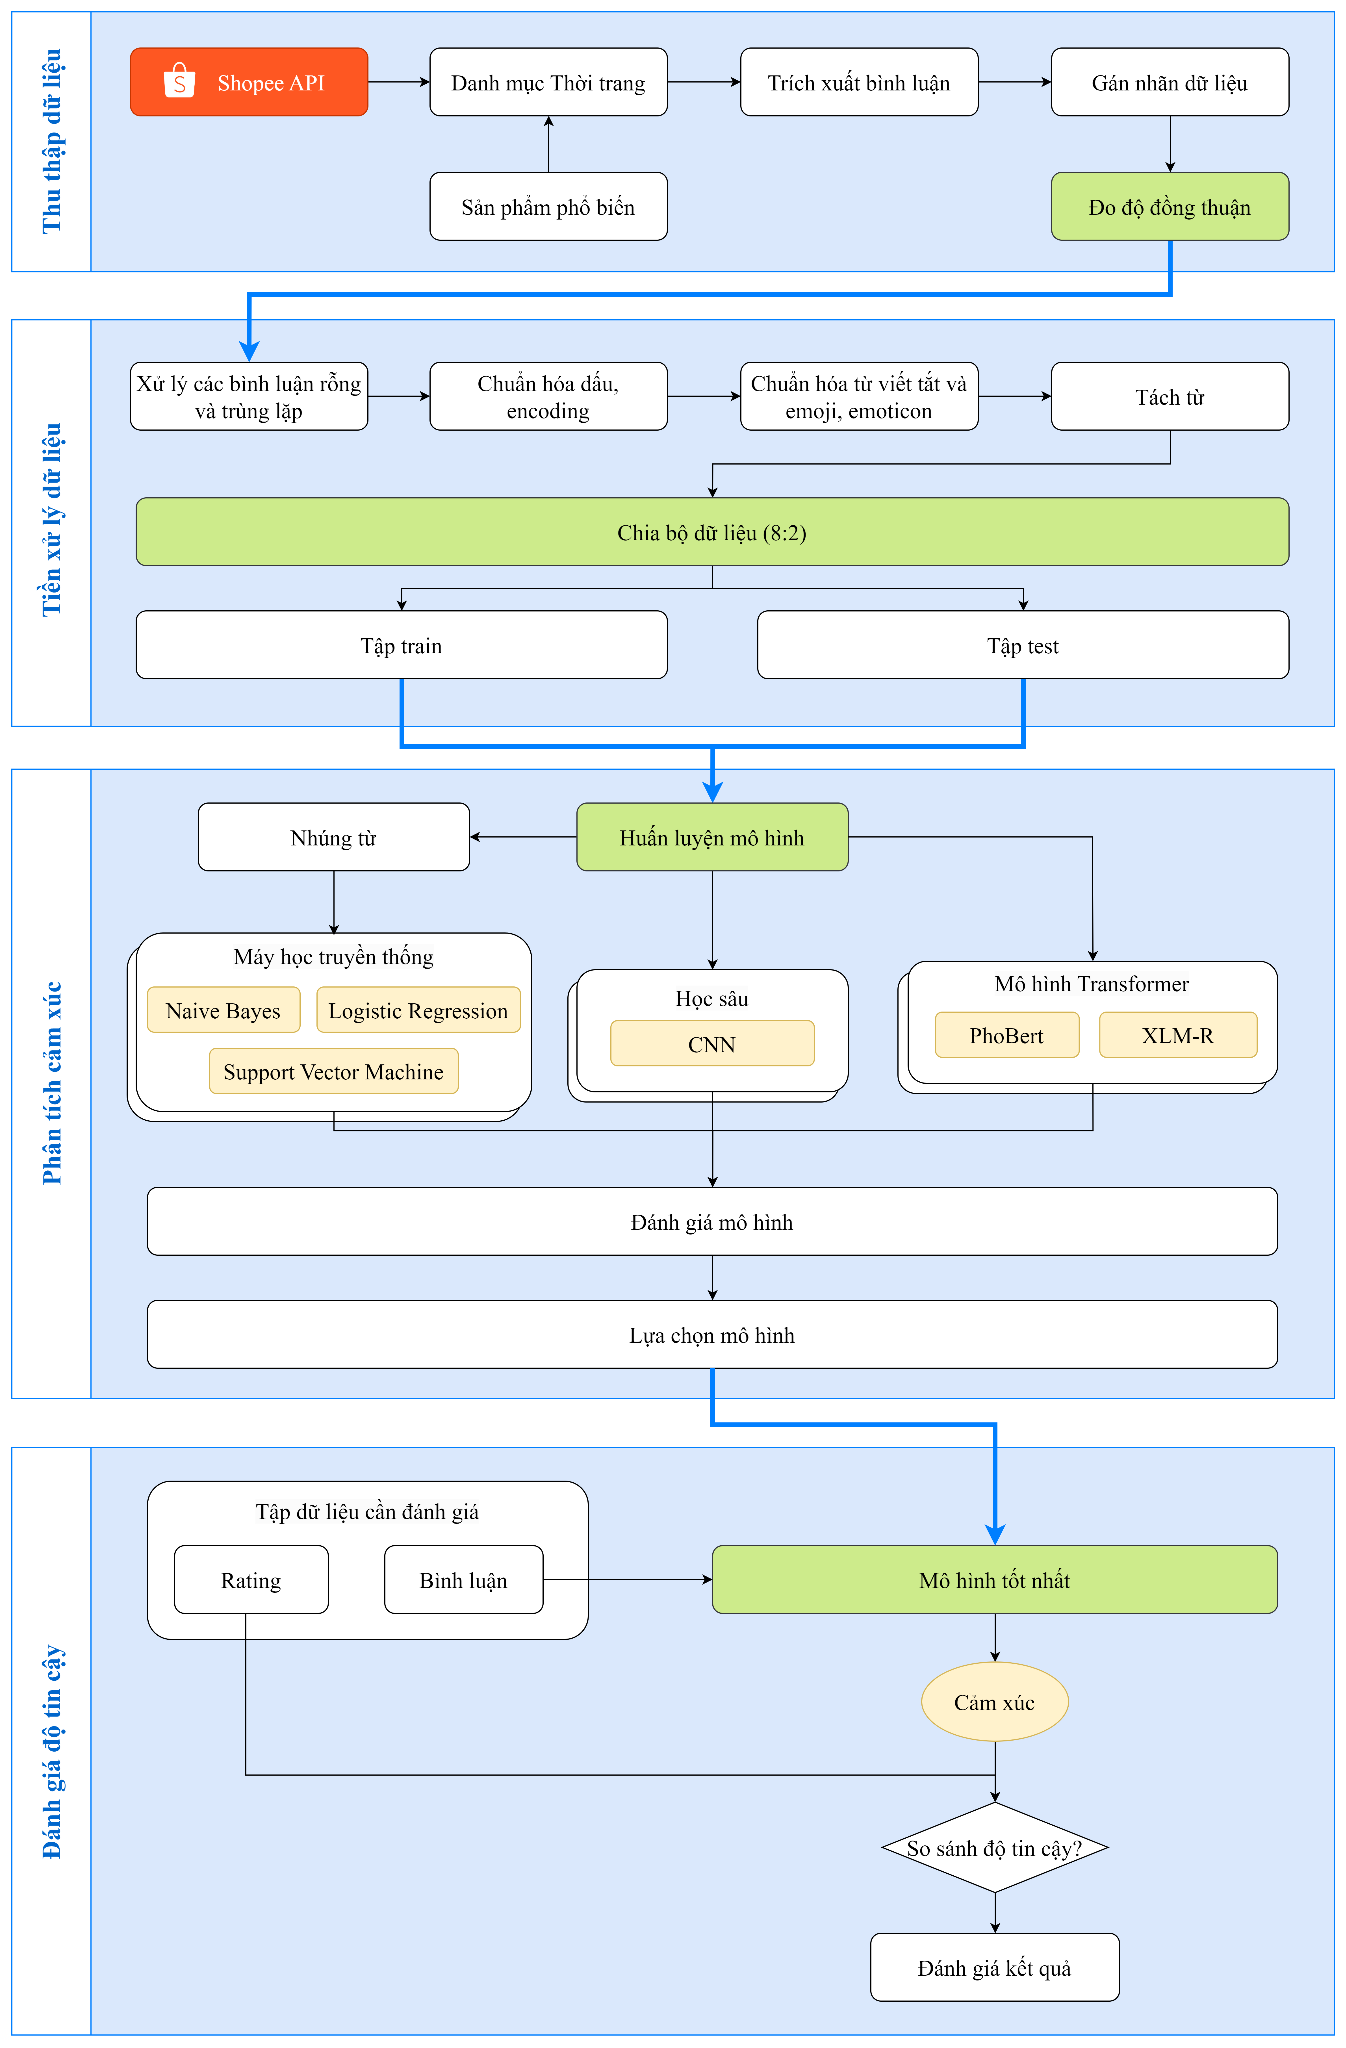 Thu thập dữ liệu
Shopee API
Danh mục Thời trang
Trích xuất bình luận
Gán nhãn dữ liệu
Sản phẩm phổ biến
Đo độ đồng thuận
Tiền xử lý dữ liệu
Xử lý các bình luận rỗng
và trùng lặp
Chuẩn hóa dấu,
encoding
Chuẩn hóa từ viết tắt và
emoji, emoticon
Tách từ
Chia bộ dữ liệu (8:2)
Tập train
Tập test
Phân tích cảm xúc
Nhúng từ
Huấn luyện mô hình
Máy học truyền thống
Naive Bayes
Logistic Regression
Support Vector Machine
Học sâu
CNN
Mô hình Transformer
PhoBert
XLM-R
Đánh giá mô hình
Lựa chọn mô hình
Đánh giá độ tin cậy
Tập dữ liệu cần đánh giá
Rating
Bình luận
Mô hình tốt nhất
Cảm xúc
So sánh độ tin cậy?
Đánh giá kết quả